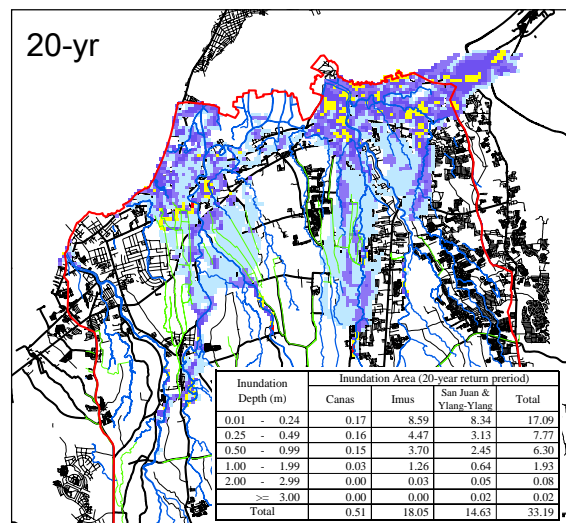 20-yr
Inundation Depth (m) Inundation Area (20-year return preriod)
Canas Imus San Juan & Ylang-Ylang Total
0.01 - 0.24 0.17 8.59 8.34 17.09
0.25 - 0.49 0.16 4.47 3.13 7.77
0.50 - 0.99 0.15 3.70 2.45 6.30
1.00 - 1.99 0.03 1.26 0.64 1.93
2.00 - 2.99 0.00 0.03 0.05 0.08
>= 3.00 0.00 0.00 0.02 0.02
Total 0.51 18.05 14.63 33.19